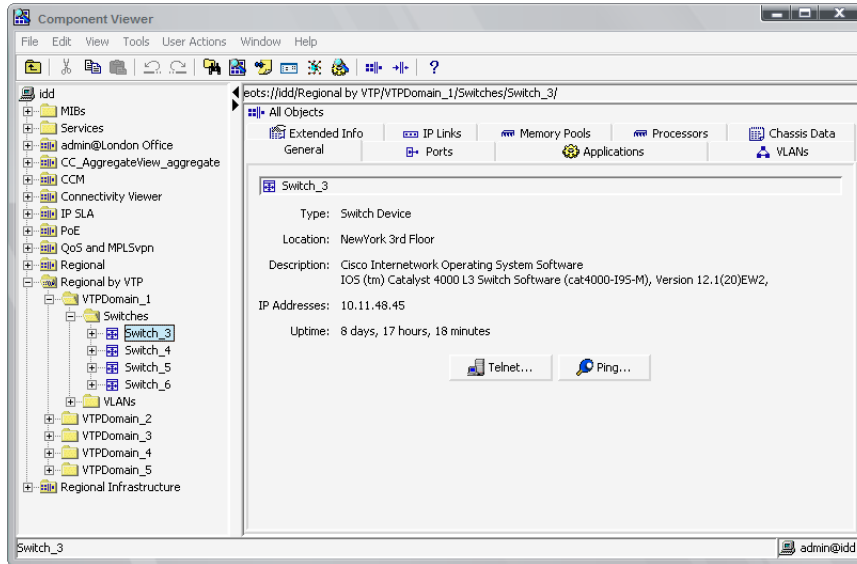 Component Viewer
File Edit View Tools User Actions Window Help
?
idd
MIBs
Services
admin@London Office
CC_AggregateView_aggregate
CCM
Connectivity Viewer
IP SLA
PoE
QoS and MPLSvpn
Regional
Regional by VTP
VTPDomain_1
Switches
Switch_3
Switch_4
Switch_5
Switch_6
VLANs
VTPDomain_2
VTPDomain_3
VTPDomain_4
VTPDomain_5
Regional Infrastructure
eots://idd/Regional by VTP/VTPDomain_1/Switches/Switch_3/
All Objects
Extended Info IP Links Memory Pools Processors Chassis Data
General Ports Applications VLANs
Switch_3
Type: Switch Device
Location: NewYork 3rd Floor
Description: Cisco Internetwork Operating System Software
IOS (tm) Catalyst 4000 L3 Switch Software (cat4000-I9S-M), Version 12.1(20)EW2,
IP Addresses: 10.11.48.45
Uptime: 8 days, 17 hours, 18 minutes
Telnet... Ping...
Switch_3 admin@idd